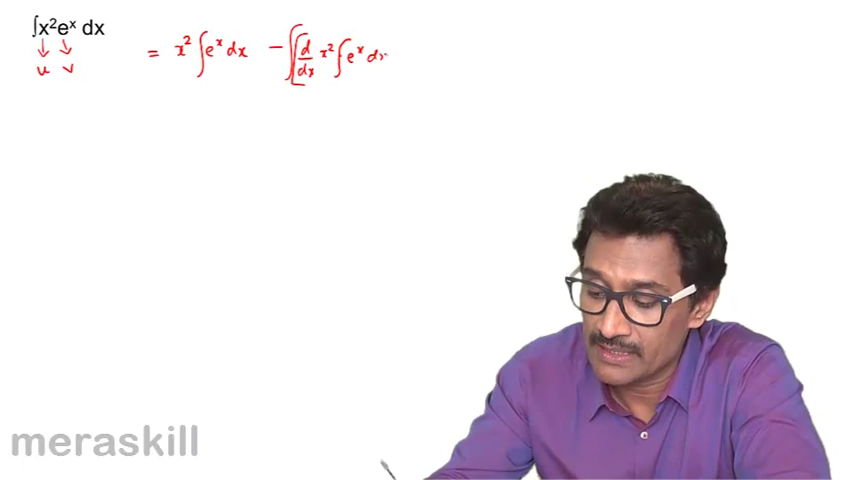 ∫x²eˣ dx
= x² ∫eˣ dx − ∫[d/dx x² ∫eˣ dx
u v
meraskill